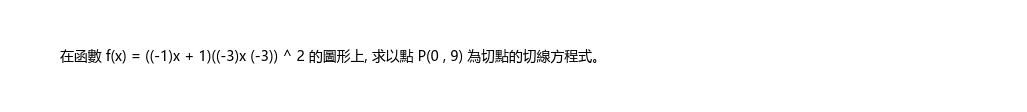 在函數 f(x) = ((-1)x + 1)((-3)x (-3)) ^ 2 的圖形上, 求以點 P(0 , 9) 為切點的切線方程式。